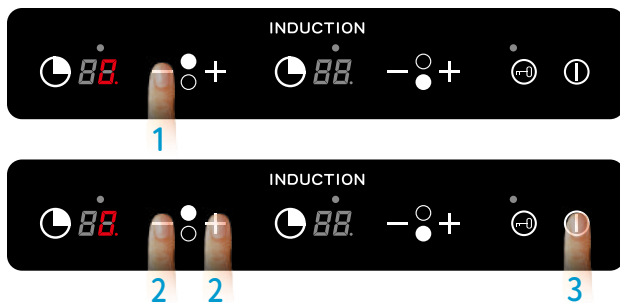 INDUCTION
88. − + 88. − +
1
INDUCTION
88. − + 88. − +
2 2 3